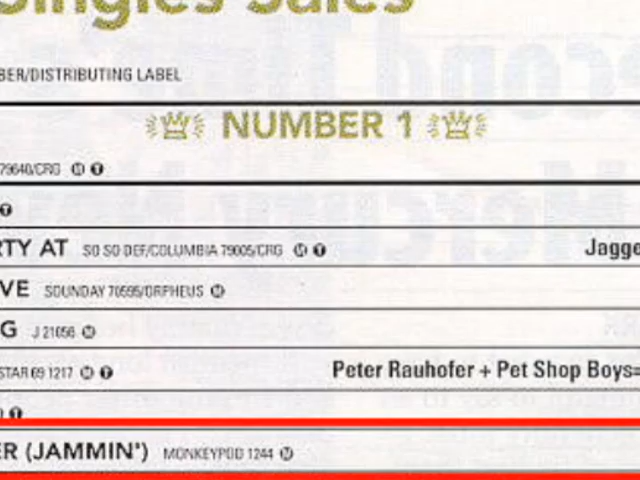 Singles Sales
BER/DISTRIBUTING LABEL
NUMBER 1
79640/CRG
RTY AT SO SO DEF/COLUMBIA 79005/CRG Jagge
VE SOUNDAY 70595/ORPHEUS
G J 21056
STAR 69 1217 Peter Rauhofer + Pet Shop Boys=
ER (JAMMIN') MONKEYPOD 1244